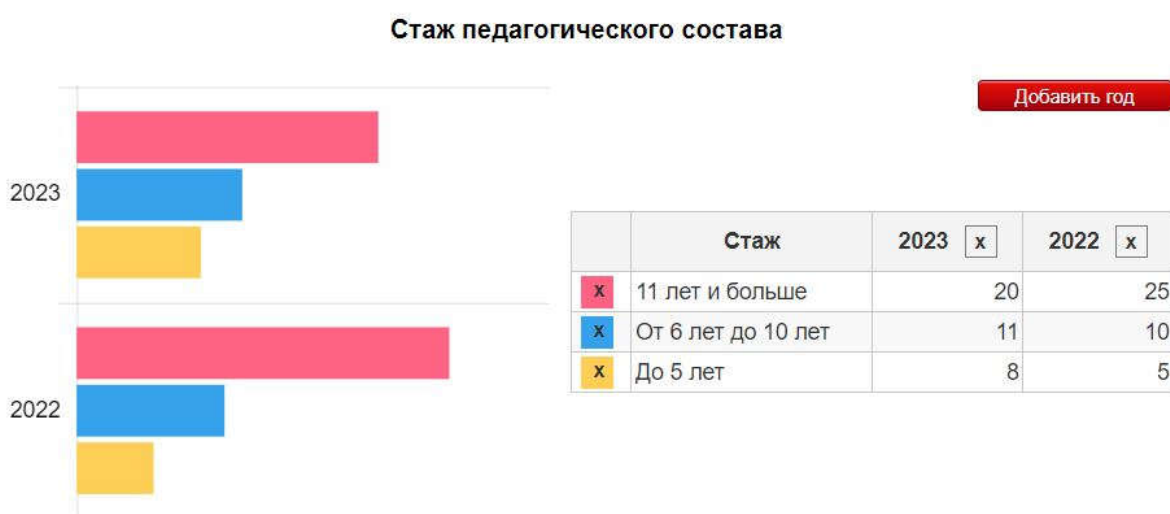 Стаж педагогического состава
Добавить год
2023
2022
Стаж 2023 x 2022 x
x 11 лет и больше 20 25
x От 6 лет до 10 лет 11 10
x До 5 лет 8 5